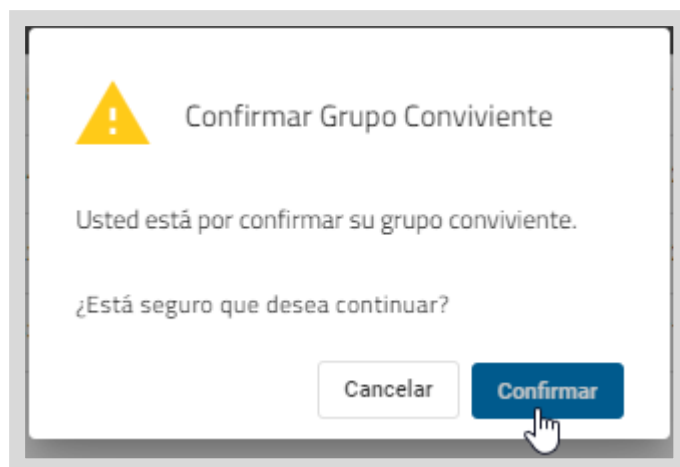 Confirmar Grupo Conviviente
Usted está por confirmar su grupo conviviente.
¿Está seguro que desea continuar?
Cancelar
Confirmar